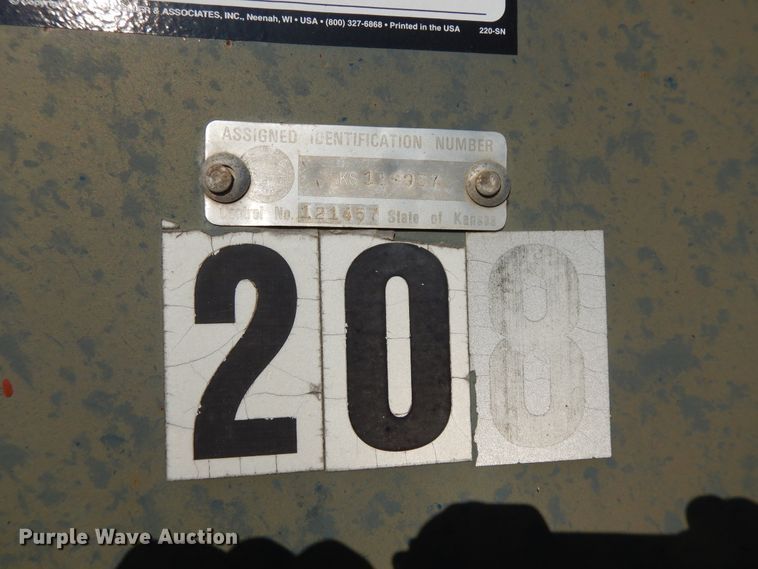 & ASSOCIATES, INC., Neenah, WI • USA • (800) 327-6868 • Printed in the USA 220-SN
ASSIGNED IDENTIFICATION NUMBER
KS
Control No. 121457 State of Kansas
208
Purple Wave Auction